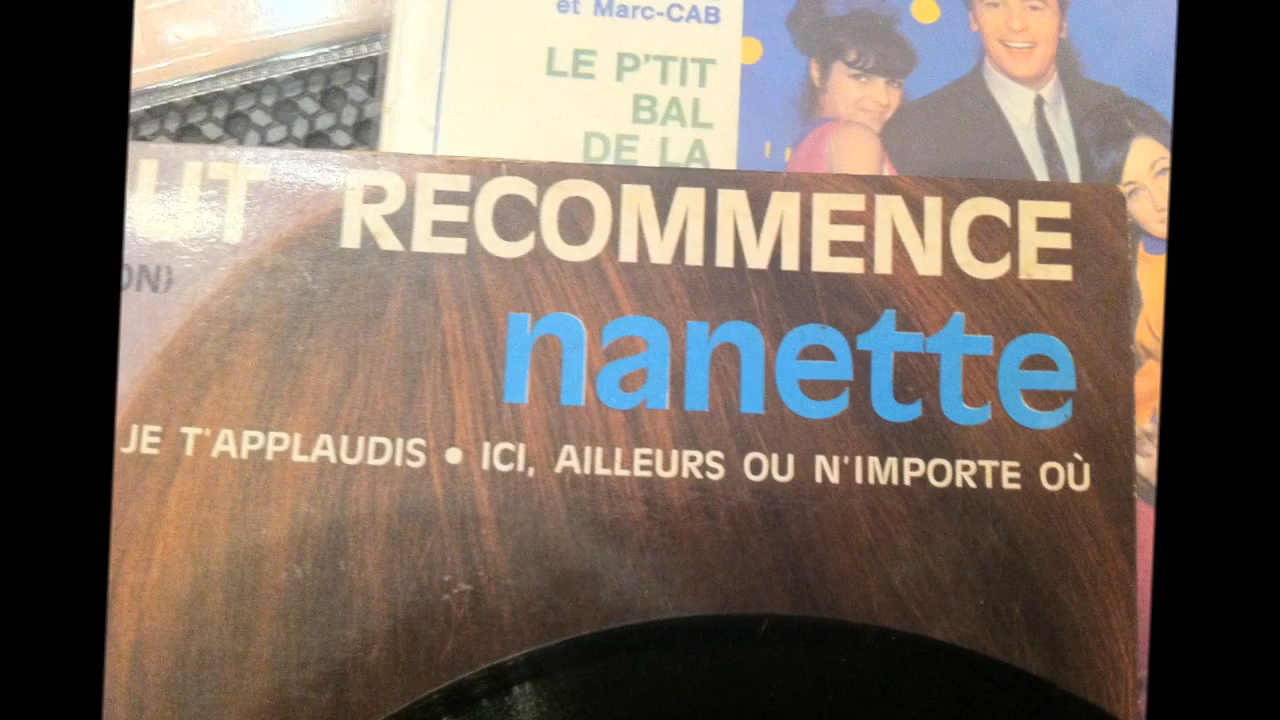 et Marc-CAB
LE P'TIT
BAL
DE LA
RECOMMENCE
nanette
JE T'APPLAUDIS • ICI, AILLEURS OU N'IMPORTE OÙ